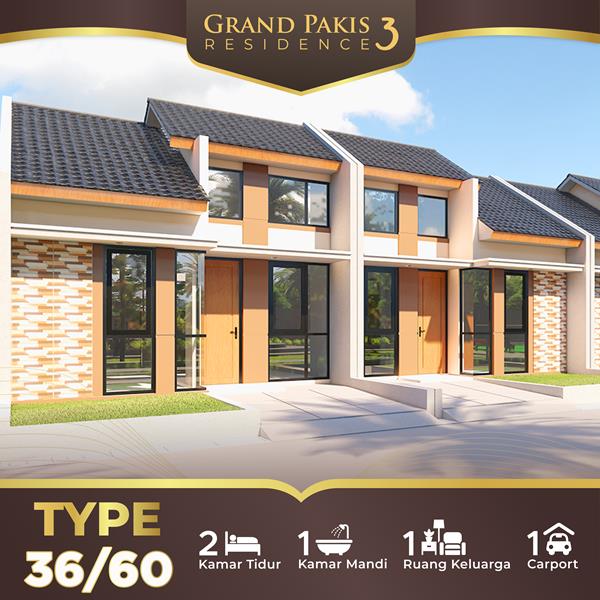 GRAND PAKIS
RESIDENCE 3
TYPE
36/60
2
Kamar Tidur
1
Kamar Mandi
1
Ruang Keluarga
1
Carport